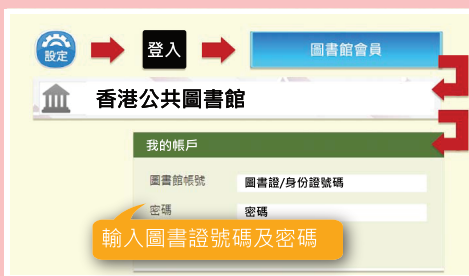 設定
登入
圖書館會員
香港公共圖書館
我的帳戶
圖書館帳號
圖書證/身份證號碼
密碼
密碼
輸入圖書證號碼及密碼